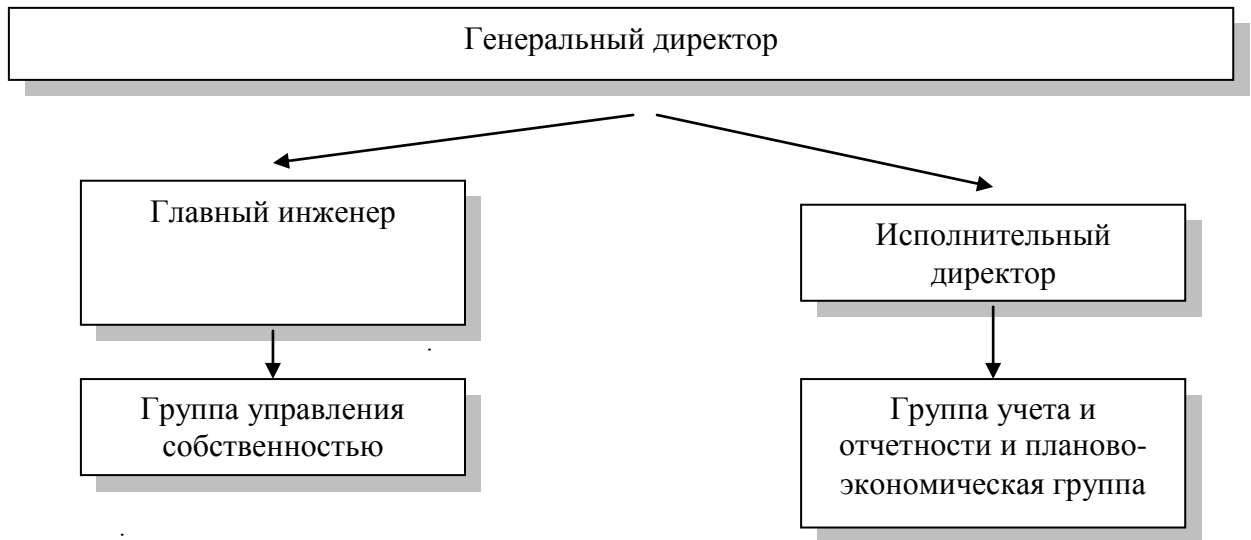 Генеральный директор
Главный инженер
Исполнительный
директор
Группа управления
собственностью
Группа учета и
отчетности и планово-
экономическая группа